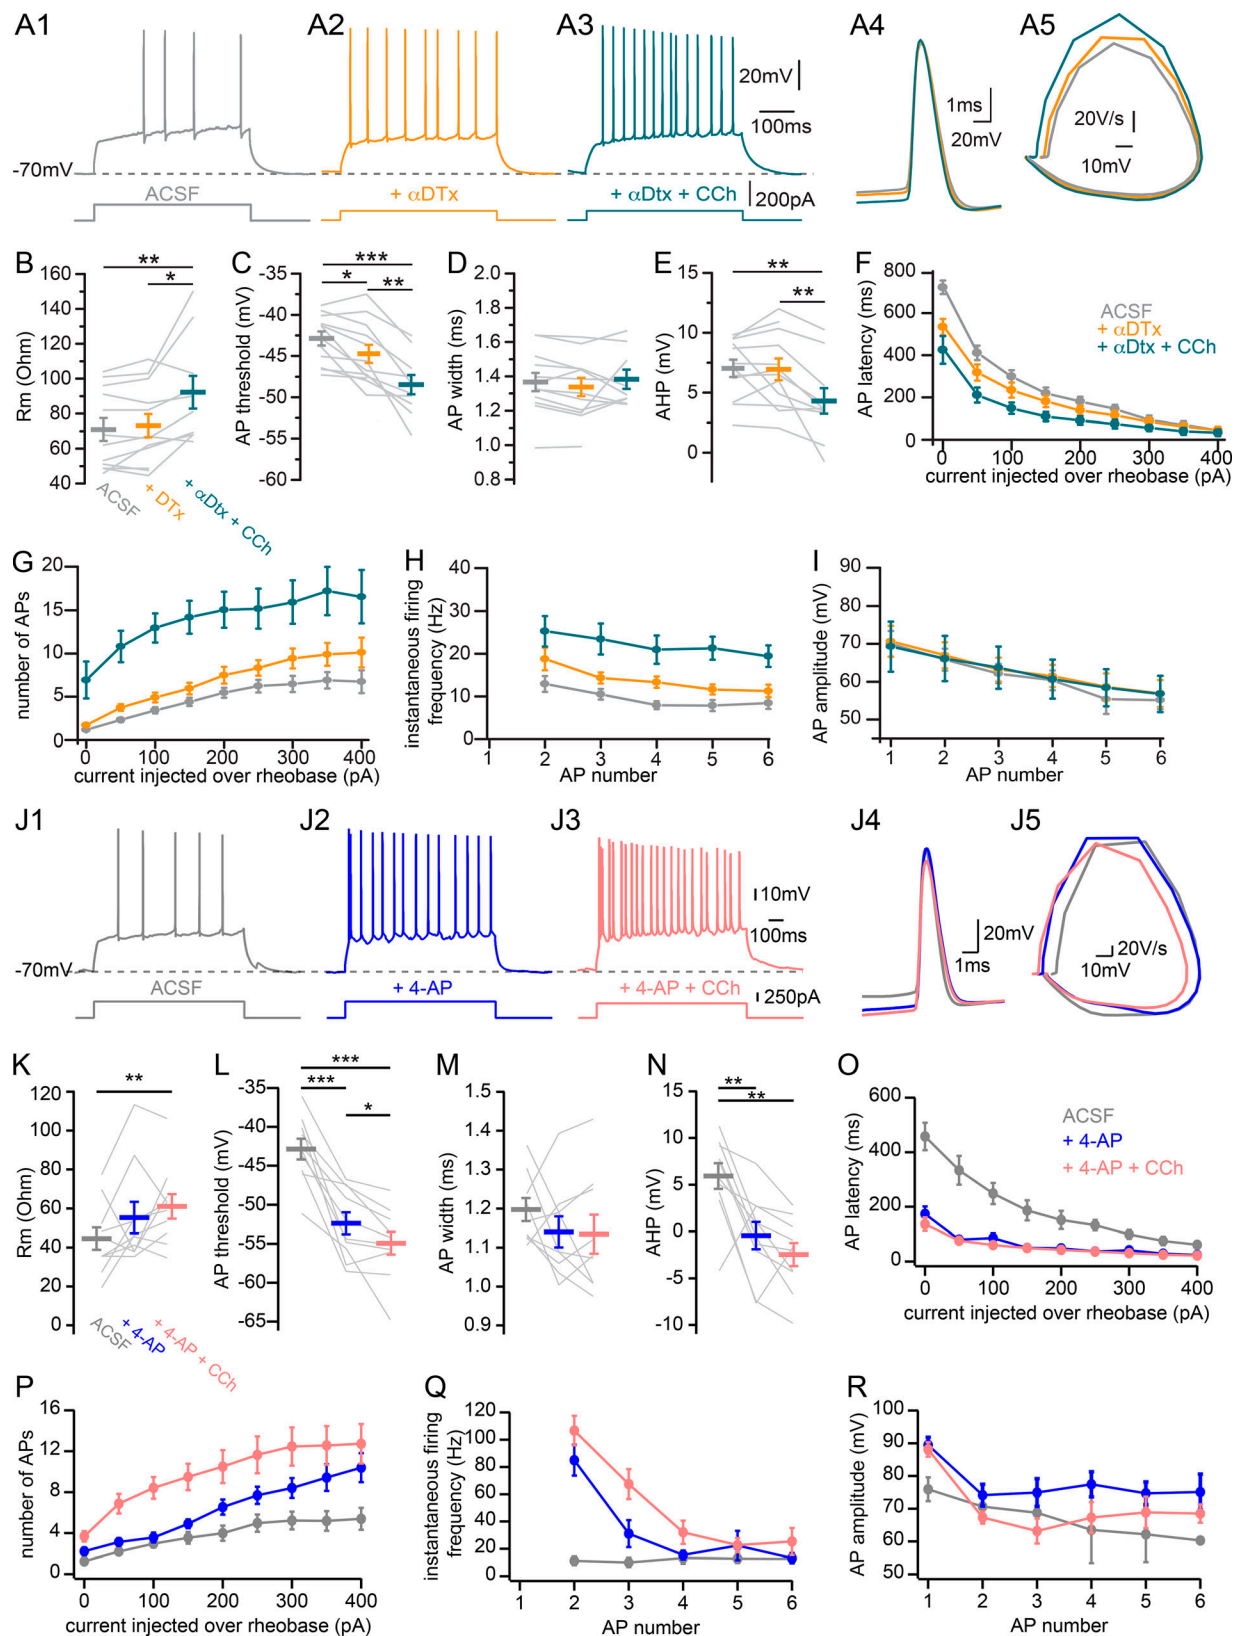 A1 A2 A3 A4 A5
20mV
100ms
1ms
20mV
20V/s
10mV
-70mV
ACSF + αDTx + αDtx + CCh 200pA
B C D E F
Rm (Ohm)
160
140
120
100
80
60
40
** *
ACSF + DTx + αDtx + CCh
AP threshold (mV)
-35
-40
-45
-50
-55
-60
*** * **
AP width (ms)
2.0
1.8
1.6
1.4
1.2
1.0
0.8
AHP (mV)
15
10
5
0
** **
AP latency (ms)
800
600
400
200
0
ACSF
+ αDTx
+ αDtx + CCh
0 100 200 300 400
current injected over rheobase (pA)
G H I
number of APs
20
15
10
5
0
0 100 200 300 400
current injected over rheobase (pA)
instantaneous firing
frequency (Hz)
40
30
20
10
0
1 2 3 4 5 6
AP number
AP amplitude (mV)
90
80
70
60
50
1 2 3 4 5 6
AP number
J1 J2 J3 J4 J5
10mV
100ms
20mV
1ms
20V/s
10mV
-70mV
ACSF + 4-AP + 4-AP + CCh 250pA
K L M N O
Rm (Ohm)
120
100
80
60
40
20
0
**
ACSF + 4-AP + 4-AP + CCh
AP threshold (mV)
-35
-40
-45
-50
-55
-60
-65
*** *** *
AP width (ms)
1.5
1.4
1.3
1.2
1.1
1.0
0.9
AHP (mV)
15
10
5
0
-5
-10
** **
AP latency (ms)
600
400
200
0
ACSF
+ 4-AP
+ 4-AP + CCh
0 100 200 300 400
current injected over rheobase (pA)
P Q R
number of APs
16
12
8
4
0
0 100 200 300 400
current injected over rheobase (pA)
instantaneous firing
frequency (Hz)
120
100
80
60
40
20
0
1 2 3 4 5 6
AP number
AP amplitude (mV)
100
90
80
70
60
50
1 2 3 4 5 6
AP number